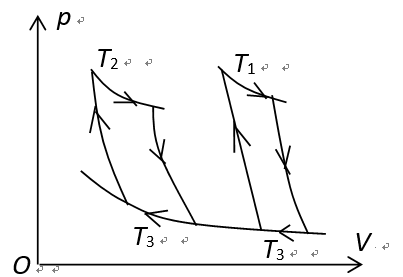 p
T₂ T₁
T₃ T₃
O V